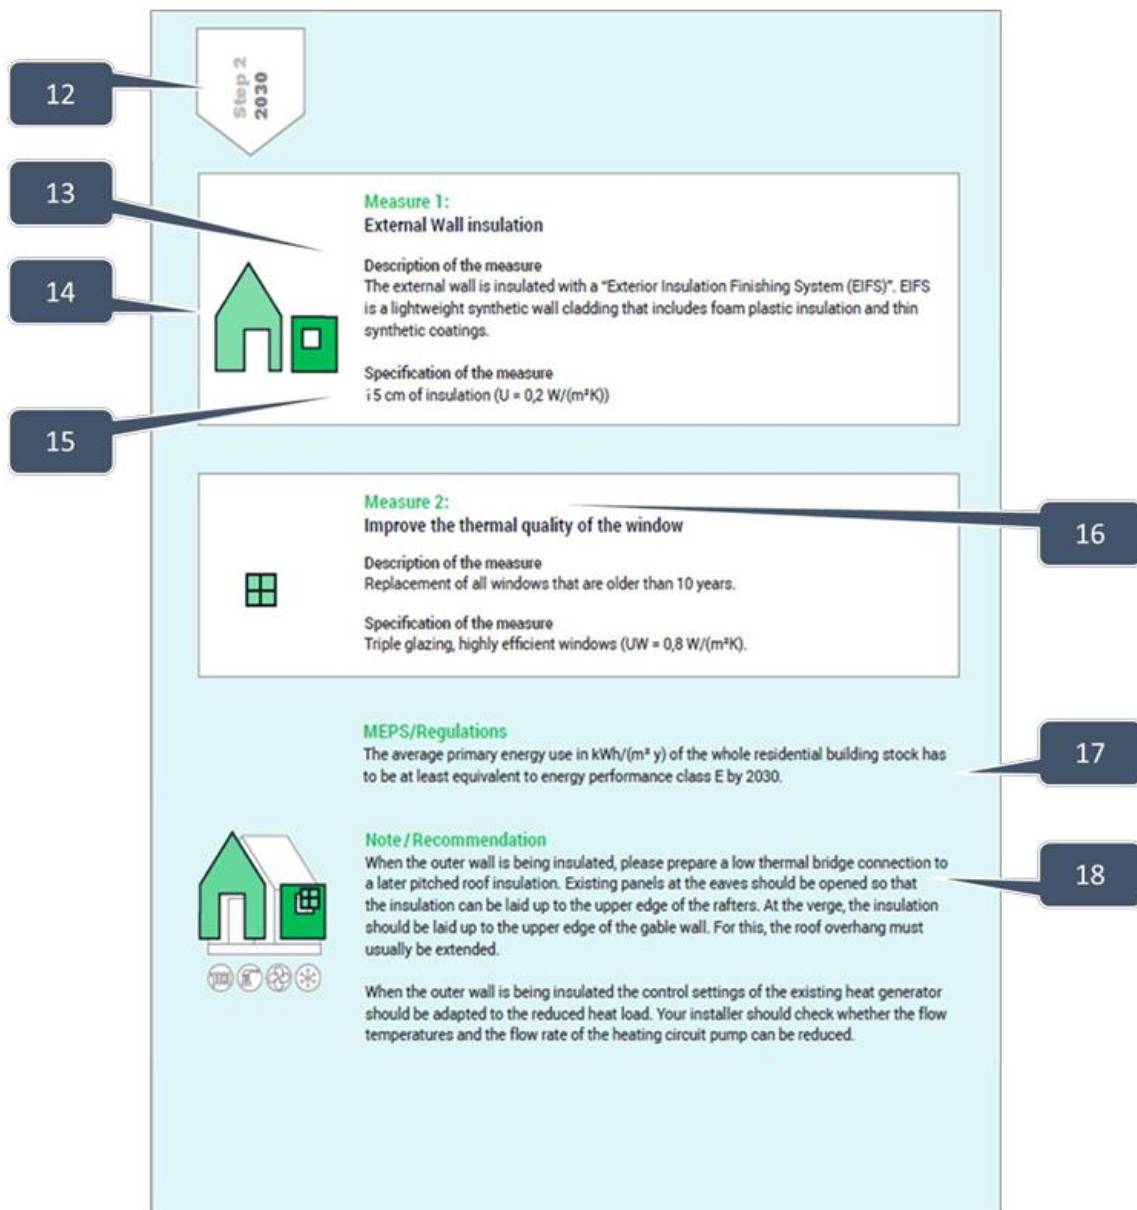 12
Step 2
2030
13
14
15
Measure 1:
External Wall insulation
Description of the measure
The external wall is insulated with a “Exterior Insulation Finishing System (EIFS)”. EIFS
is a lightweight synthetic wall cladding that includes foam plastic insulation and thin
synthetic coatings.
Specification of the measure
15 cm of insulation (U = 0,2 W/(m²K))
Measure 2:
Improve the thermal quality of the window
16
Description of the measure
Replacement of all windows that are older than 10 years.
Specification of the measure
Triple glazing, highly efficient windows (UW = 0,8 W/(m²K).
MEPS/Regulations
The average primary energy use in kWh/(m² y) of the whole residential building stock has
to be at least equivalent to energy performance class E by 2030.
17
Note/Recommendation
When the outer wall is being insulated, please prepare a low thermal bridge connection to
a later pitched roof insulation. Existing panels at the eaves should be opened so that
the insulation can be laid up to the upper edge of the rafters. At the verge, the insulation
should be laid up to the upper edge of the gable wall. For this, the roof overhang must
usually be extended.
18
When the outer wall is being insulated the control settings of the existing heat generator
should be adapted to the reduced heat load. Your installer should check whether the flow
temperatures and the flow rate of the heating circuit pump can be reduced.